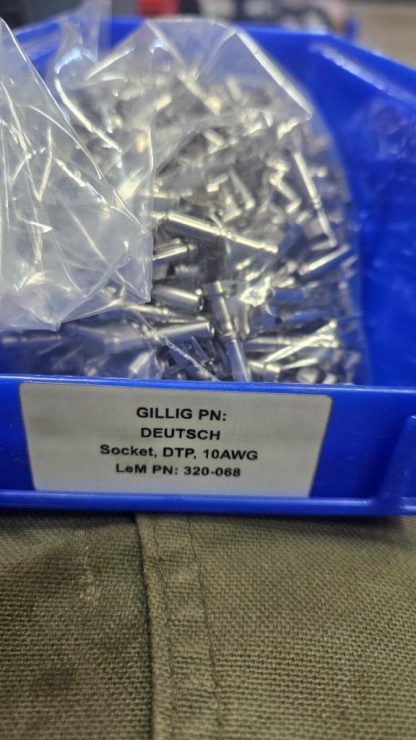 GILLIG PN:
DEUTSCH
Socket, DTP, 10AWG
LeM PN: 320-068